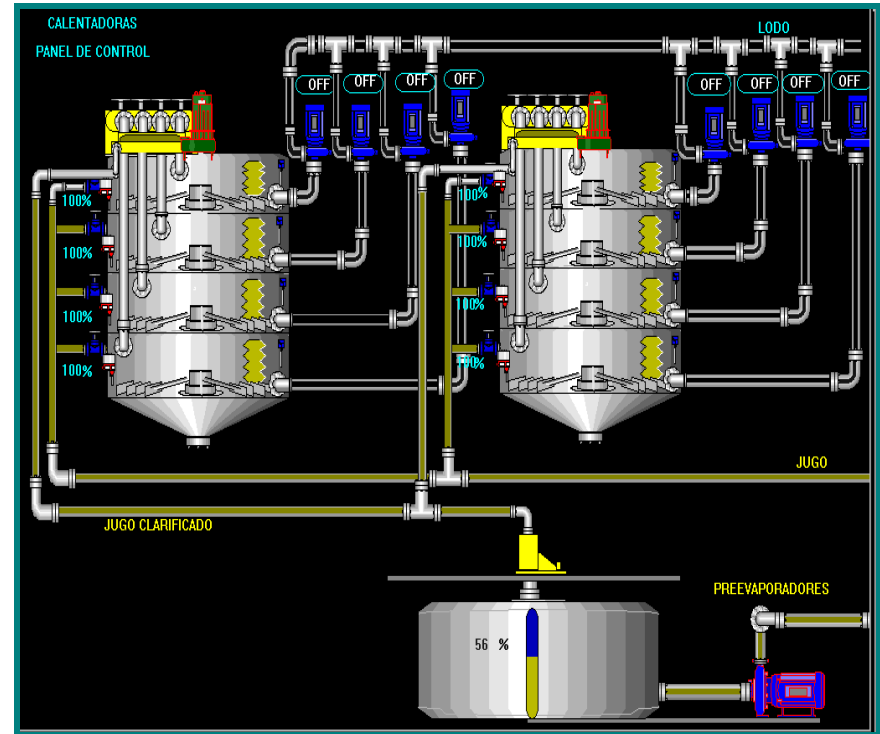 CALENTADORAS
PANEL DE CONTROL
LODO
OFF OFF OFF OFF
OFF OFF OFF OFF
100%
100%
100%
100%
100%
100%
100%
100%
JUGO
JUGO CLARIFICADO
PREEVAPORADORES
56 %